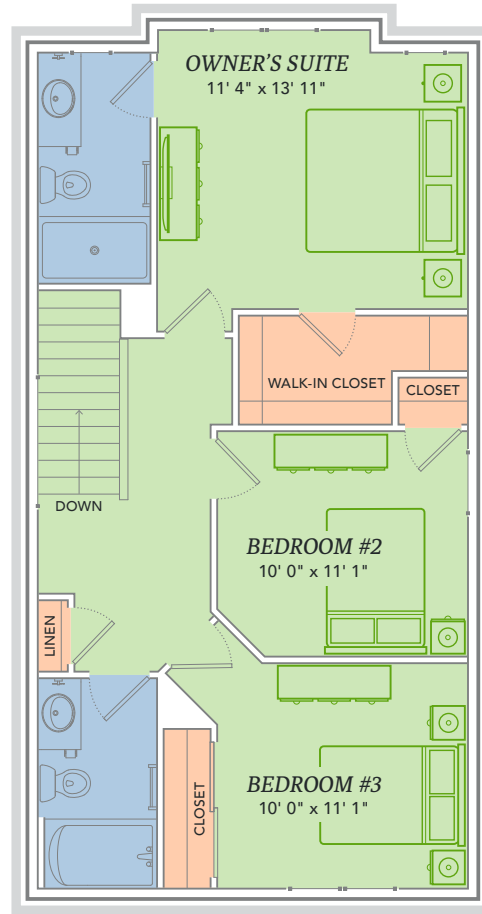 OWNER'S SUITE
11' 4" x 13' 11"
WALK-IN CLOSET
CLOSET
DOWN
BEDROOM #2
10' 0" x 11' 1"
LINEN
BEDROOM #3
10' 0" x 11' 1"
CLOSET